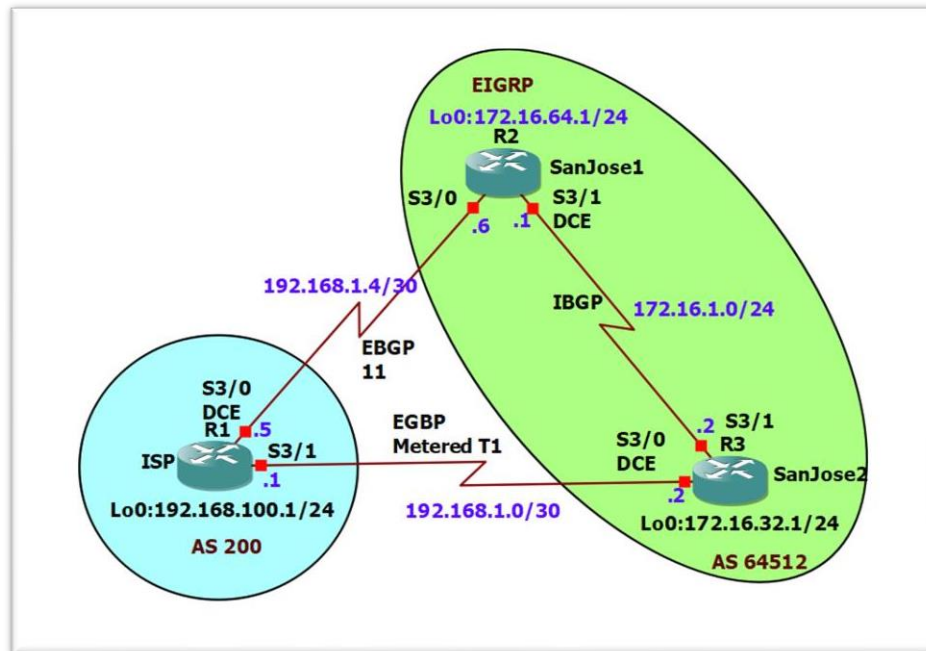 EIGRP
Lo0:172.16.64.1/24
R2
SanJose1
S3/0
S3/1
DCE
.6
.1
192.168.1.4/30
IBGP
172.16.1.0/24
EBGP
11
S3/0
DCE
R1
.5
EGBP
Metered T1
S3/1
ISP
.1
.2
S3/1
S3/0
R3
DCE
SanJose2
.2
Lo0:192.168.100.1/24
192.168.1.0/30
Lo0:172.16.32.1/24
AS 200
AS 64512